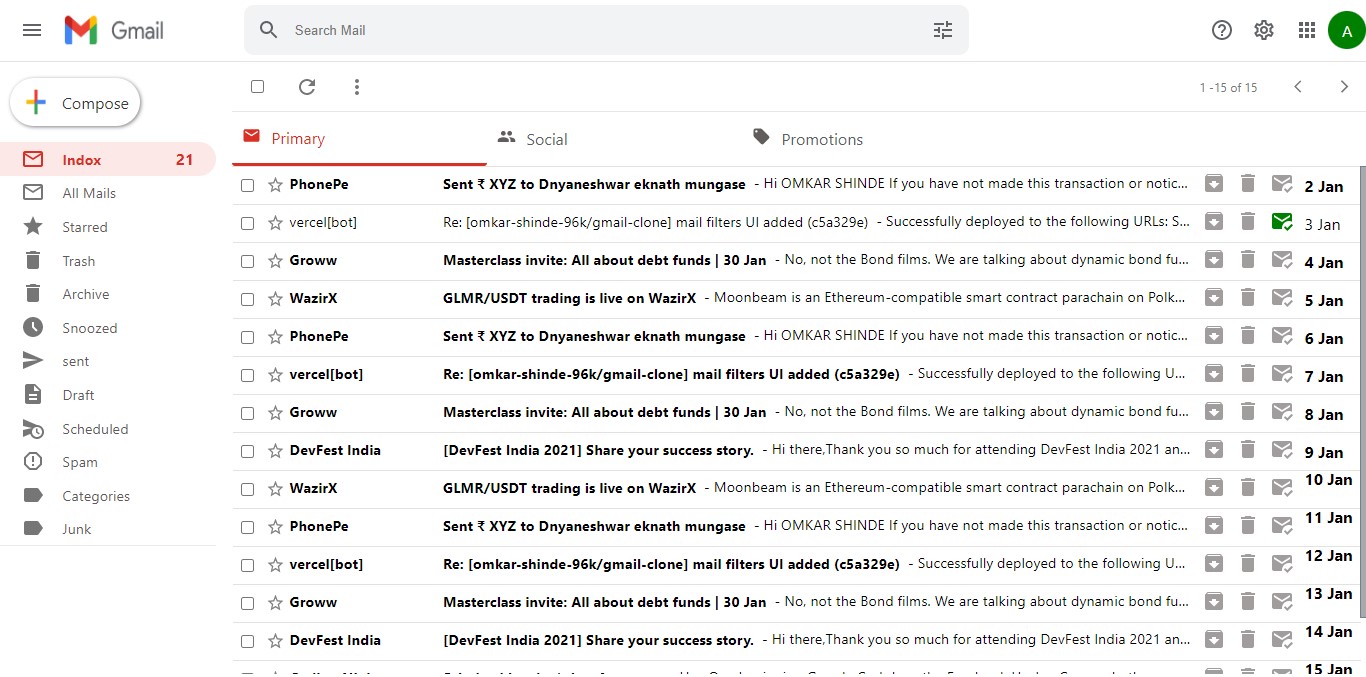 Gmail
Search Mail
A
Compose
1 -15 of 15
Indox 21
All Mails
Starred
Trash
Archive
Snoozed
sent
Draft
Scheduled
Spam
Categories
Junk
Primary Social Promotions
PhonePe Sent ₹ XYZ to Dnyaneshwar eknath mungase - Hi OMKAR SHINDE If you have not made this transaction or notic... 2 Jan
vercel[bot] Re: [omkar-shinde-96k/gmail-clone] mail filters UI added (c5a329e) - Successfully deployed to the following URLs: S... 3 Jan
Groww Masterclass invite: All about debt funds | 30 Jan - No, not the Bond films. We are talking about dynamic bond fu... 4 Jan
WazirX GLMR/USDT trading is live on WazirX - Moonbeam is an Ethereum-compatible smart contract parachain on Polk... 5 Jan
PhonePe Sent ₹ XYZ to Dnyaneshwar eknath mungase - Hi OMKAR SHINDE If you have not made this transaction or notic... 6 Jan
vercel[bot] Re: [omkar-shinde-96k/gmail-clone] mail filters UI added (c5a329e) - Successfully deployed to the following U... 7 Jan
Groww Masterclass invite: All about debt funds | 30 Jan - No, not the Bond films. We are talking about dynamic bond fu... 8 Jan
DevFest India [DevFest India 2021] Share your success story. - Hi there,Thank you so much for attending DevFest India 2021 an... 9 Jan
WazirX GLMR/USDT trading is live on WazirX - Moonbeam is an Ethereum-compatible smart contract parachain on Polk... 10 Jan
PhonePe Sent ₹ XYZ to Dnyaneshwar eknath mungase - Hi OMKAR SHINDE If you have not made this transaction or notic... 11 Jan
vercel[bot] Re: [omkar-shinde-96k/gmail-clone] mail filters UI added (c5a329e) - Successfully deployed to the following U... 12 Jan
Groww Masterclass invite: All about debt funds | 30 Jan - No, not the Bond films. We are talking about dynamic bond fu... 13 Jan
DevFest India [DevFest India 2021] Share your success story. - Hi there,Thank you so much for attending DevFest India 2021 an... 14 Jan
15 Jan